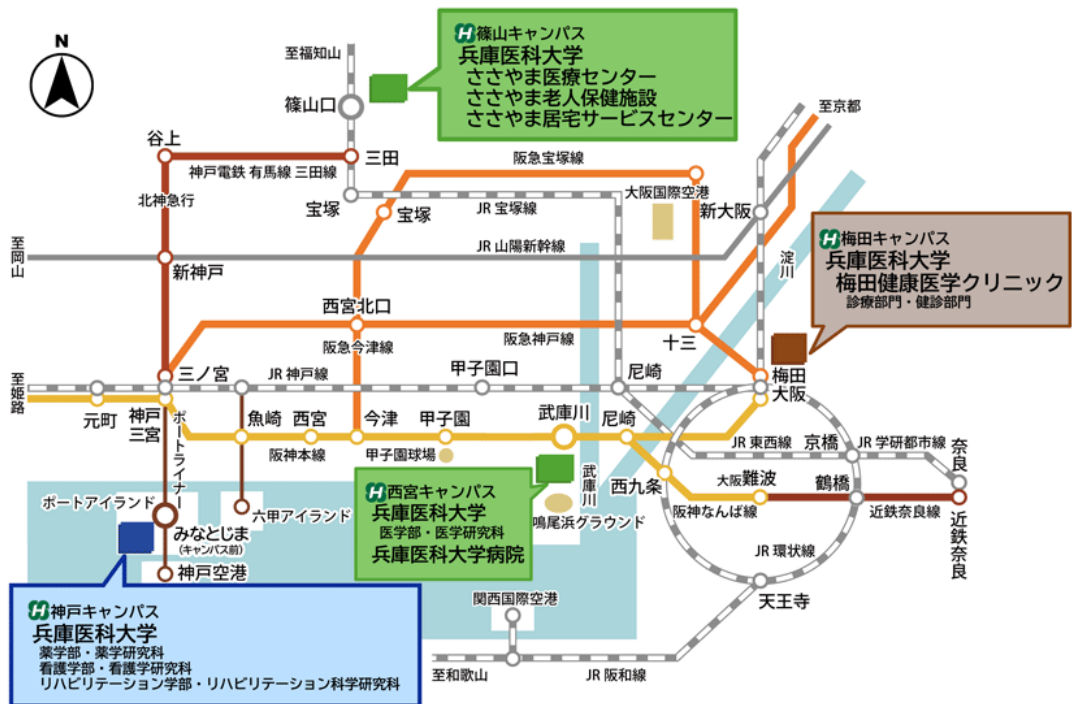 N
至福知山
篠山口
篠山キャンパス
兵庫医科大学
ささやま医療センター
ささやま老人保健施設
ささやま居宅サービスセンター
至京都
谷上
三田
神戸電鉄 有馬線 三田線
阪急宝塚線
北神急行
宝塚
宝塚
JR 宝塚線
大阪国際空港
新大阪
至岡山
新神戸
JR 山陽新幹線
淀川
梅田キャンパス
兵庫医科大学
梅田健康医学クリニック
診療部門・健診部門
西宮北口
阪急今津線
阪急神戸線
十三
至姫路
三ノ宮
JR 神戸線
甲子園口
尼崎
梅田
大阪
元町
神戸三宮
ポートライナー
魚崎
西宮
今津
甲子園
武庫川
尼崎
阪神本線
甲子園球場
JR 東西線
京橋
JR 学研都市線
奈良
武庫川
西九条
大阪難波
鶴橋
阪神なんば線
近鉄奈良線
近鉄奈良
ポートアイランド
みなとじま
(キャンパス前)
六甲アイランド
神戸空港
西宮キャンパス
兵庫医科大学
医学部・医学研究科
兵庫医科大学病院
鳴尾浜グラウンド
JR 環状線
天王寺
関西国際空港
至和歌山
JR 阪和線
神戸キャンパス
兵庫医科大学
薬学部・薬学研究科
看護学部・看護学研究科
リハビリテーション学部・リハビリテーション科学研究科